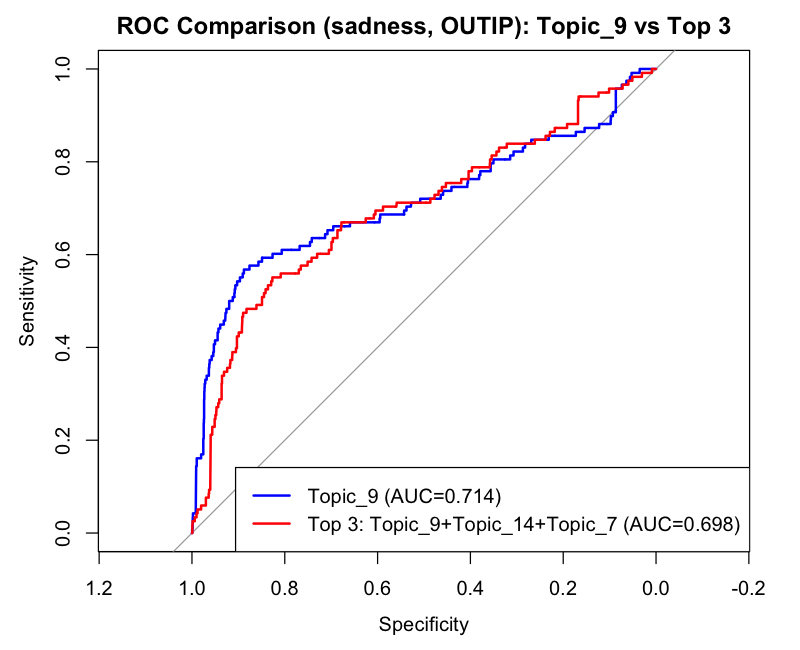 ROC Comparison (sadness, OUTIP): Topic_9 vs Top 3
1.0
0.8
0.6
0.4
0.2
0.0
Sensitivity
Topic_9 (AUC=0.714)
Top 3: Topic_9+Topic_14+Topic_7 (AUC=0.698)
1.2 1.0 0.8 0.6 0.4 0.2 0.0 -0.2
Specificity